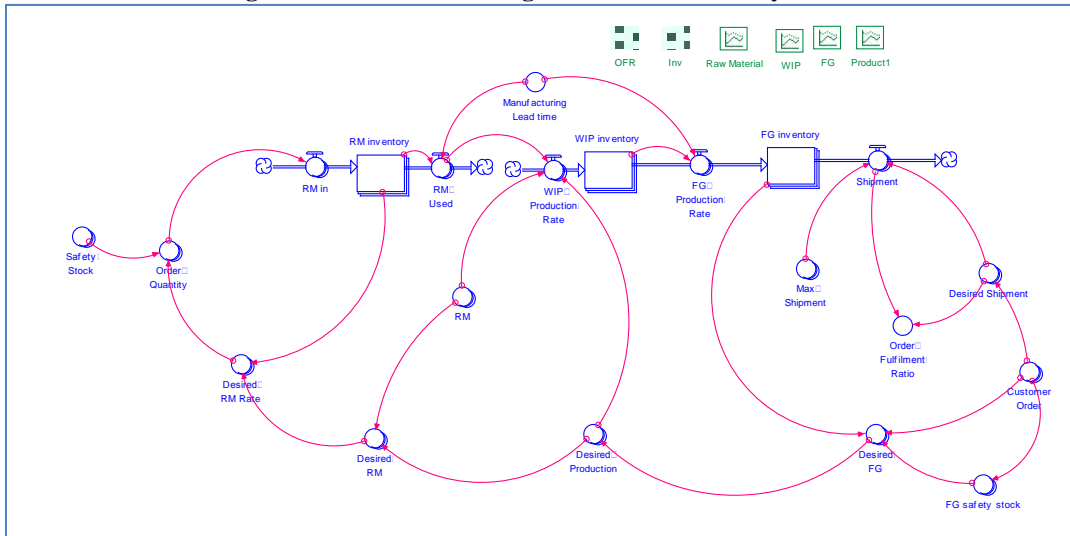 OFR
Inv
Raw Material
WIP
FG
Product1
Manufacturing
Lead time
RM inventory
WIP inventory
FG inventory
RM in
RM
Used
WIP
Production
Rate
FG
Production
Rate
Shipment
Safety
Stock
Order
Quantity
RM
Max
Shipment
Desired Shipment
Order
Fulfilment
Ratio
Desired
RM Rate
Customer
Order
Desired
RM
Desired
Production
Desired
FG
FG safety stock